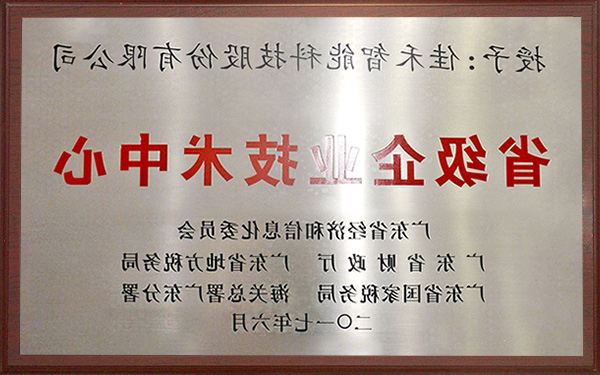 授予：佳禾智能科技股份有限公司
省级企业技术中心
广东省经济和信息化委员会
广东省财政厅 广东省地方税务局
广东省国家税务局 海关总署广东分署
二〇一七年六月